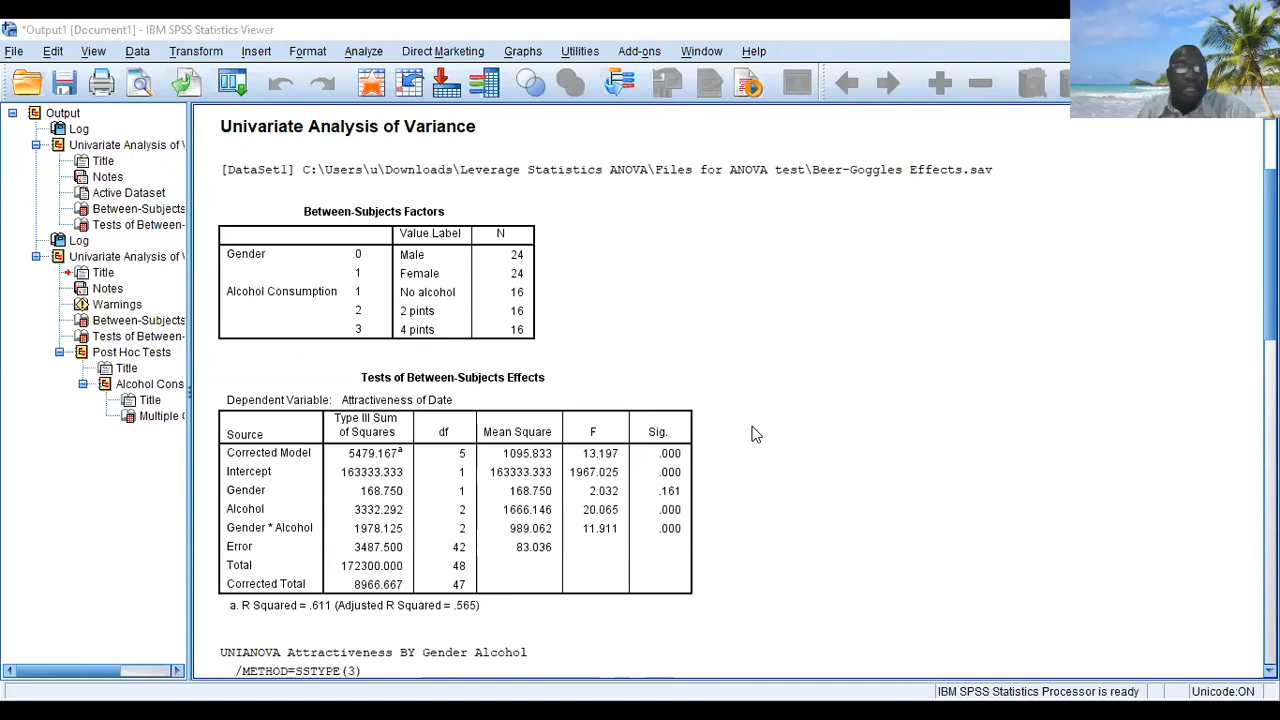 *Output1 [Document1] - IBM SPSS Statistics Viewer
File Edit View Data Transform Insert Format Analyze Direct Marketing Graphs Utilities Add-ons Window Help
Output
Log
Univariate Analysis of
Title
Notes
Active Dataset
Between-Subjects
Tests of Between-
Log
Univariate Analysis of
Title
Notes
Warnings
Between-Subjects
Tests of Between-
Post Hoc Tests
Title
Alcohol Cons
Title
Multiple
Univariate Analysis of Variance
[DataSet1] C:\Users\u\Downloads\Leverage Statistics ANOVA\Files for ANOVA test\Beer-Goggles Effects.sav
Between-Subjects Factors
Value Label N
Gender 0 Male 24
1 Female 24
Alcohol Consumption 1 No alcohol 16
2 2 pints 16
3 4 pints 16
Tests of Between-Subjects Effects
Dependent Variable: Attractiveness of Date
Source Type III Sum of Squares df Mean Square F Sig.
Corrected Model 5479.167a 5 1095.833 13.197 .000
Intercept 163333.333 1 163333.333 1967.025 .000
Gender 168.750 1 168.750 2.032 .161
Alcohol 3332.292 2 1666.146 20.065 .000
Gender * Alcohol 1978.125 2 989.062 11.911 .000
Error 3487.500 42 83.036
Total 172300.000 48
Corrected Total 8966.667 47
a. R Squared = .611 (Adjusted R Squared = .565)
UNIANOVA Attractiveness BY Gender Alcohol
/METHOD=SSTYPE(3)
IBM SPSS Statistics Processor is ready Unicode:ON